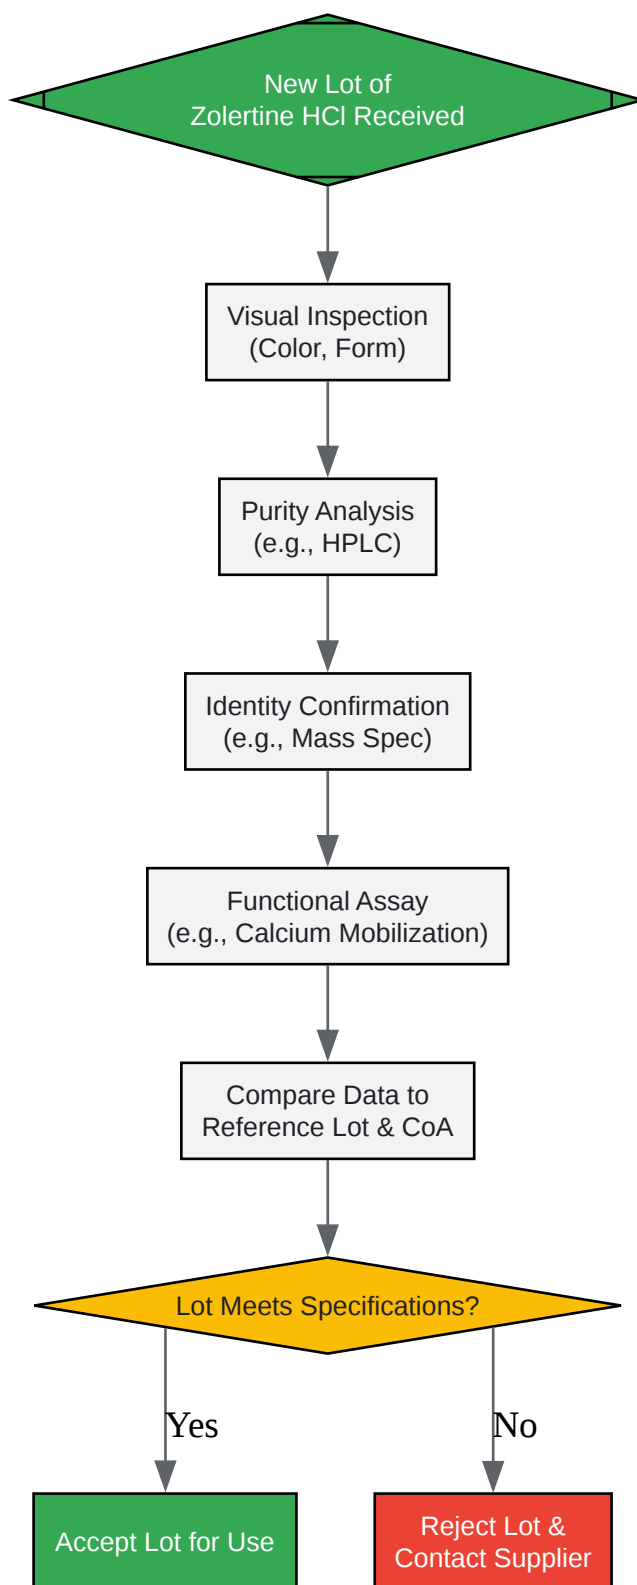 New Lot of
Zolertine HCl Received
Visual Inspection
(Color, Form)
Purity Analysis
(e.g., HPLC)
Identity Confirmation
(e.g., Mass Spec)
Functional Assay
(e.g., Calcium Mobilization)
Compare Data to
Reference Lot & CoA
Lot Meets Specifications?
Yes
No
Accept Lot for Use
Reject Lot &
Contact Supplier